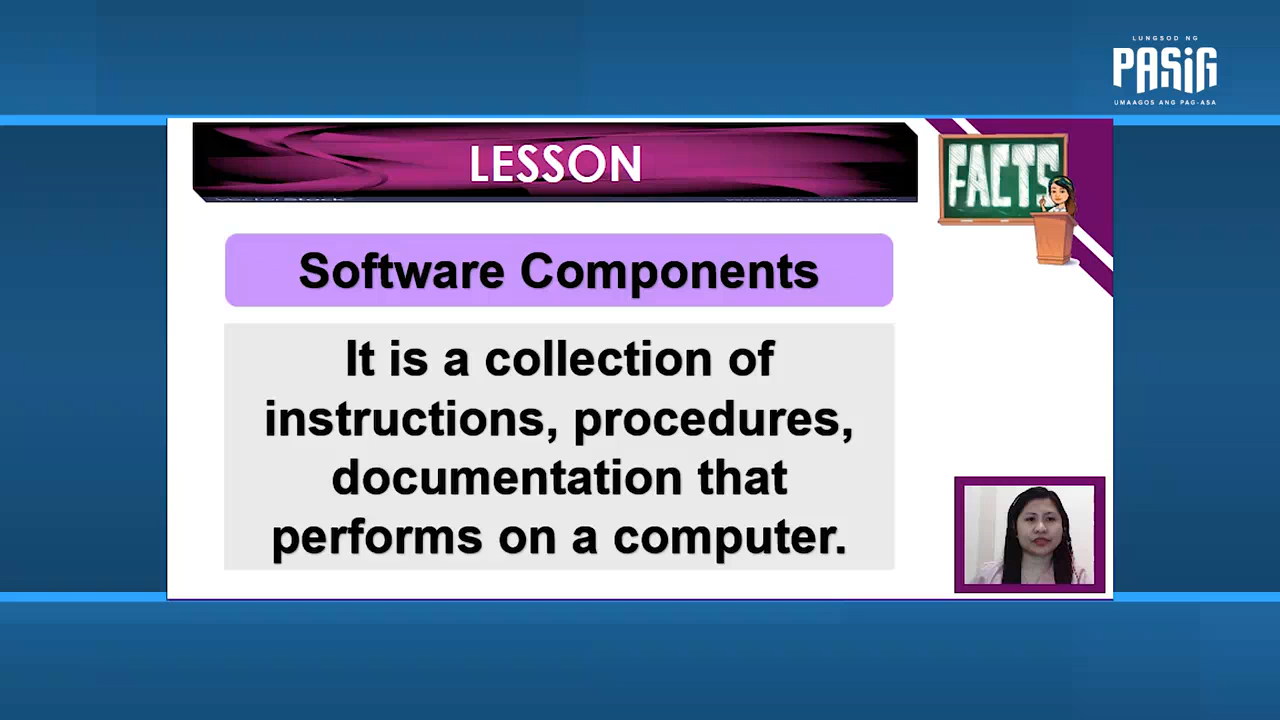 LUNGSOD NG
PASiG
UMAAGOS ANG PAG-ASA
LESSON
FACTS
Software Components
It is a collection of
instructions, procedures,
documentation that
performs on a computer.